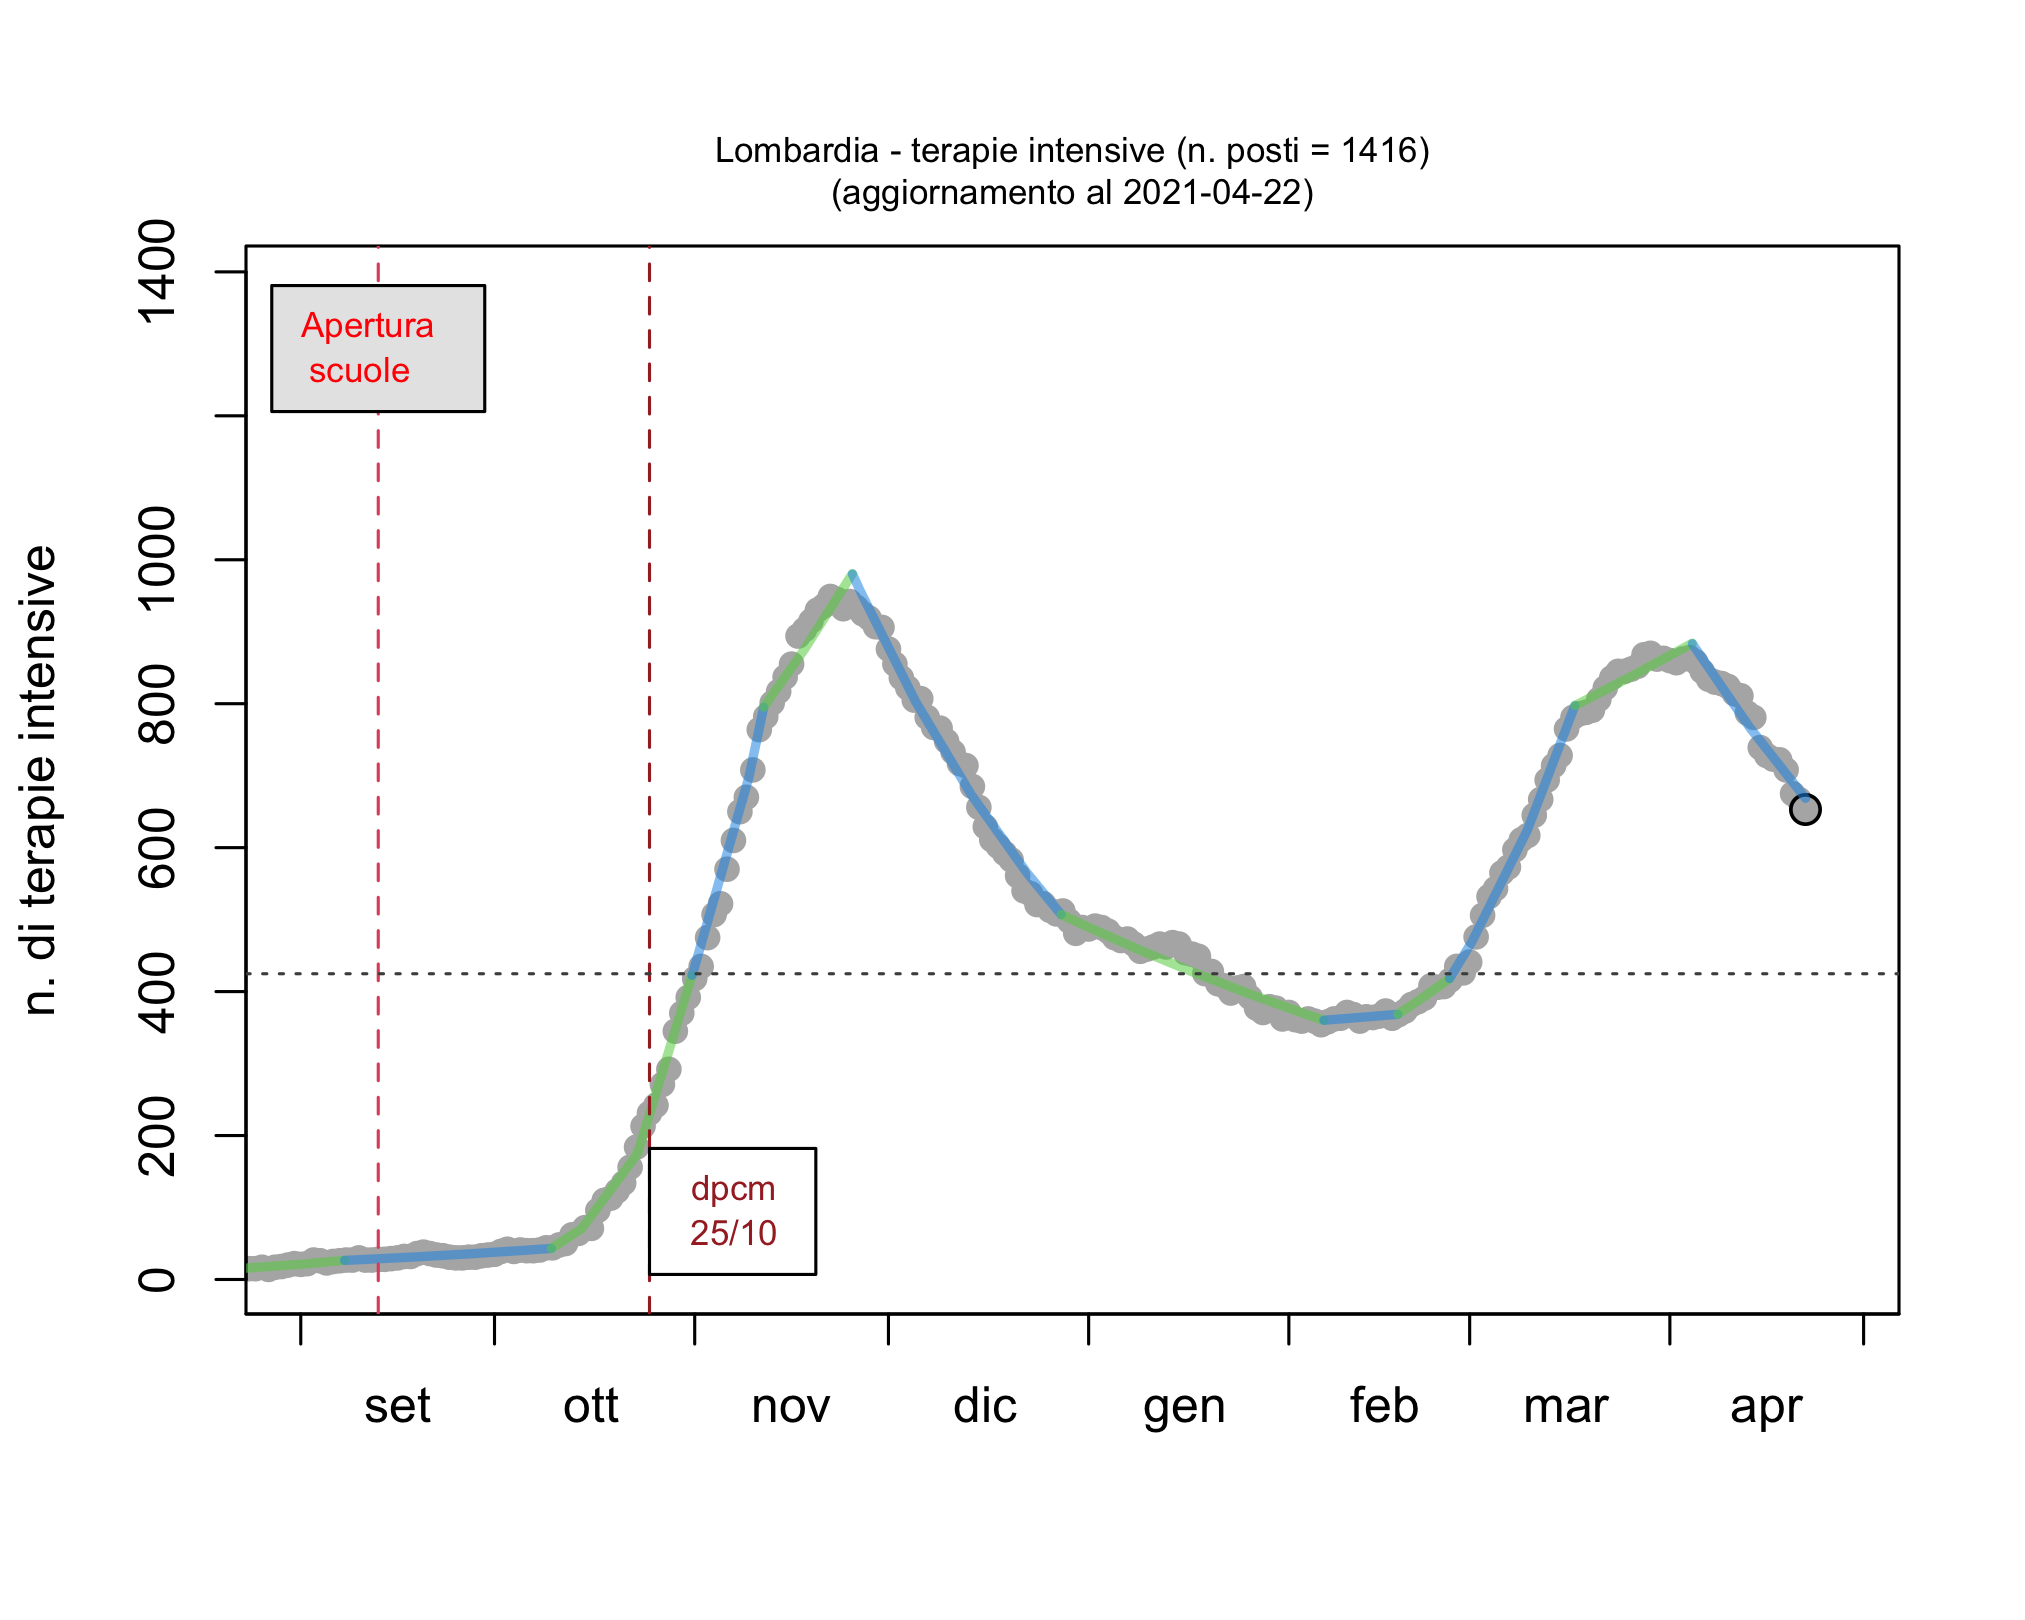 Lombardia - terapie intensive (n. posti = 1416)
(aggiornamento al 2021-04-22)
n. di terapie intensive
1400
1000
800
600
400
200
0
Apertura
scuole
dpcm
25/10
set ott nov dic gen feb mar apr